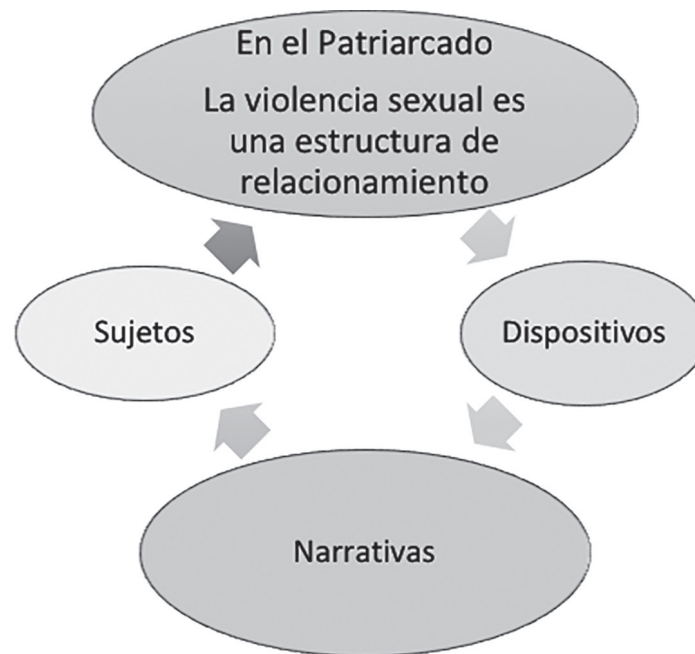 En el Patriarcado
La violencia sexual es
una estructura de
relacionamiento
Sujetos
Dispositivos
Narrativas